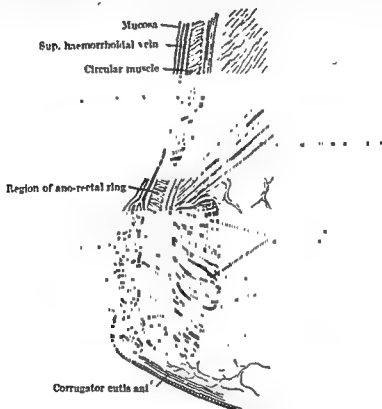 Mucosa
Sup. haemorrhoidal vein
Circular muscle
Region of ano-rectal ring
Corrugator cutis ani